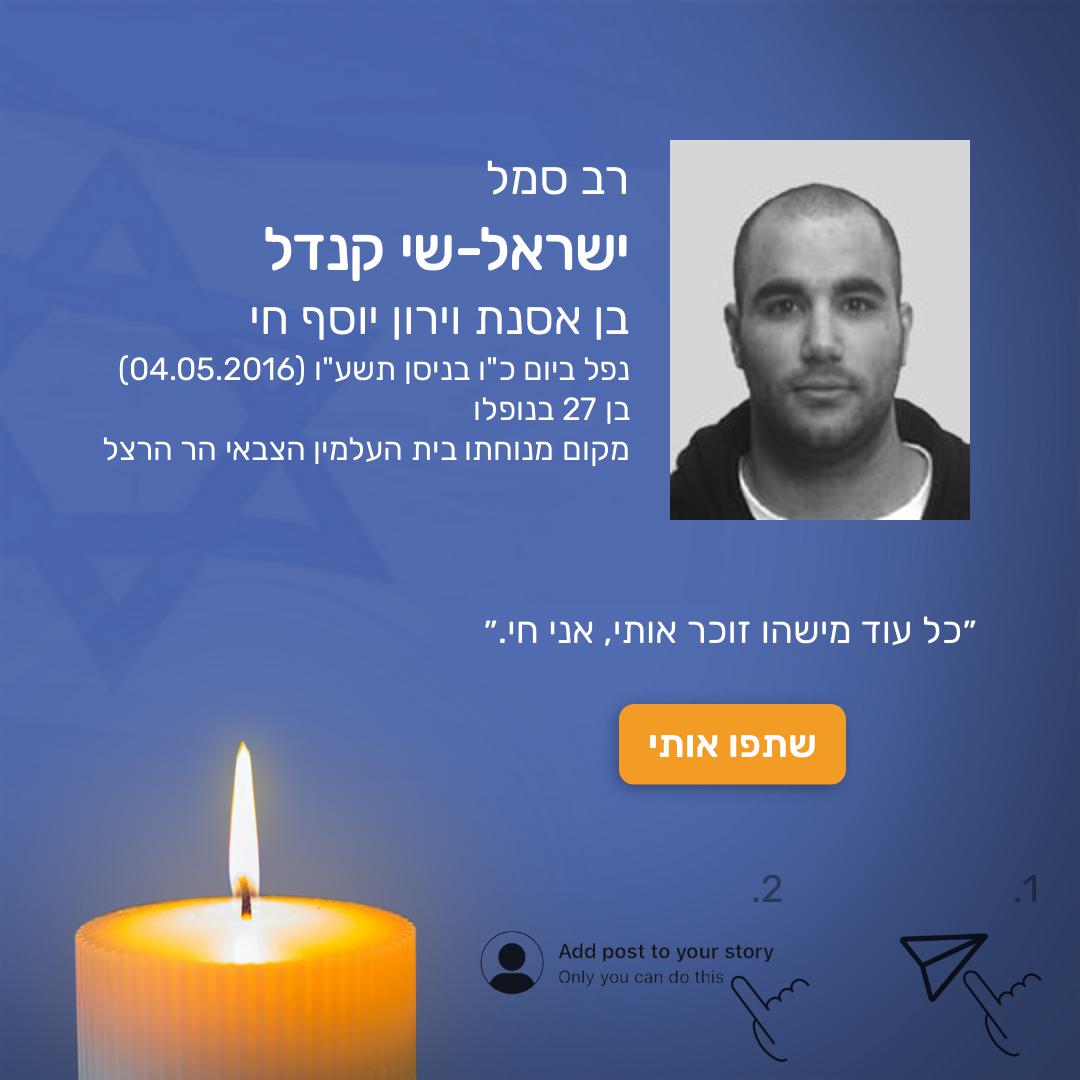 רב סמל
ישראל-שי קנדל
בן אסנת וירון יוסף חי
נפל ביום כ"ו בניסן תשע"ו (04.05.2016)
בן 27 בנופלו
מקום מנוחתו בית העלמין הצבאי הר הרצל
״כל עוד מישהו זוכר אותי, אני חי.״
שתפו אותי
.1
.2
Add post to your story
Only you can do this